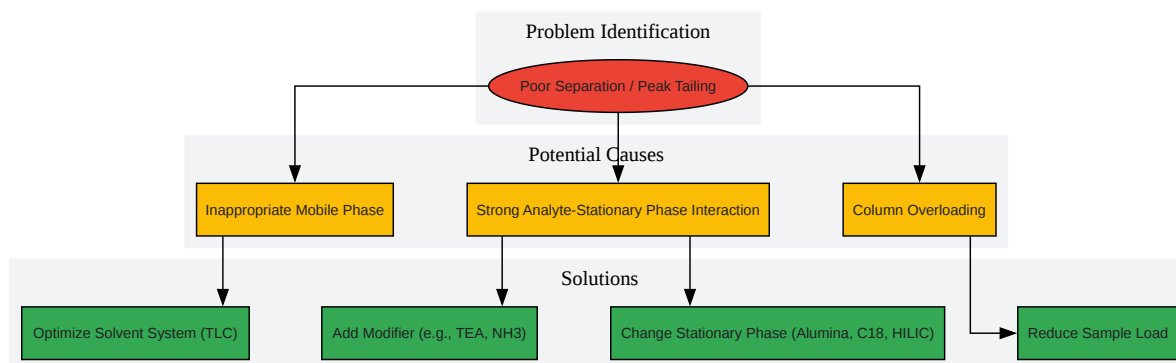 Problem Identification
Poor Separation / Peak Tailing
Potential Causes
Inappropriate Mobile Phase
Strong Analyte-Stationary Phase Interaction
Column Overloading
Solutions
Optimize Solvent System (TLC)
Add Modifier (e.g., TEA, NH3)
Change Stationary Phase (Alumina, C18, HILIC)
Reduce Sample Load